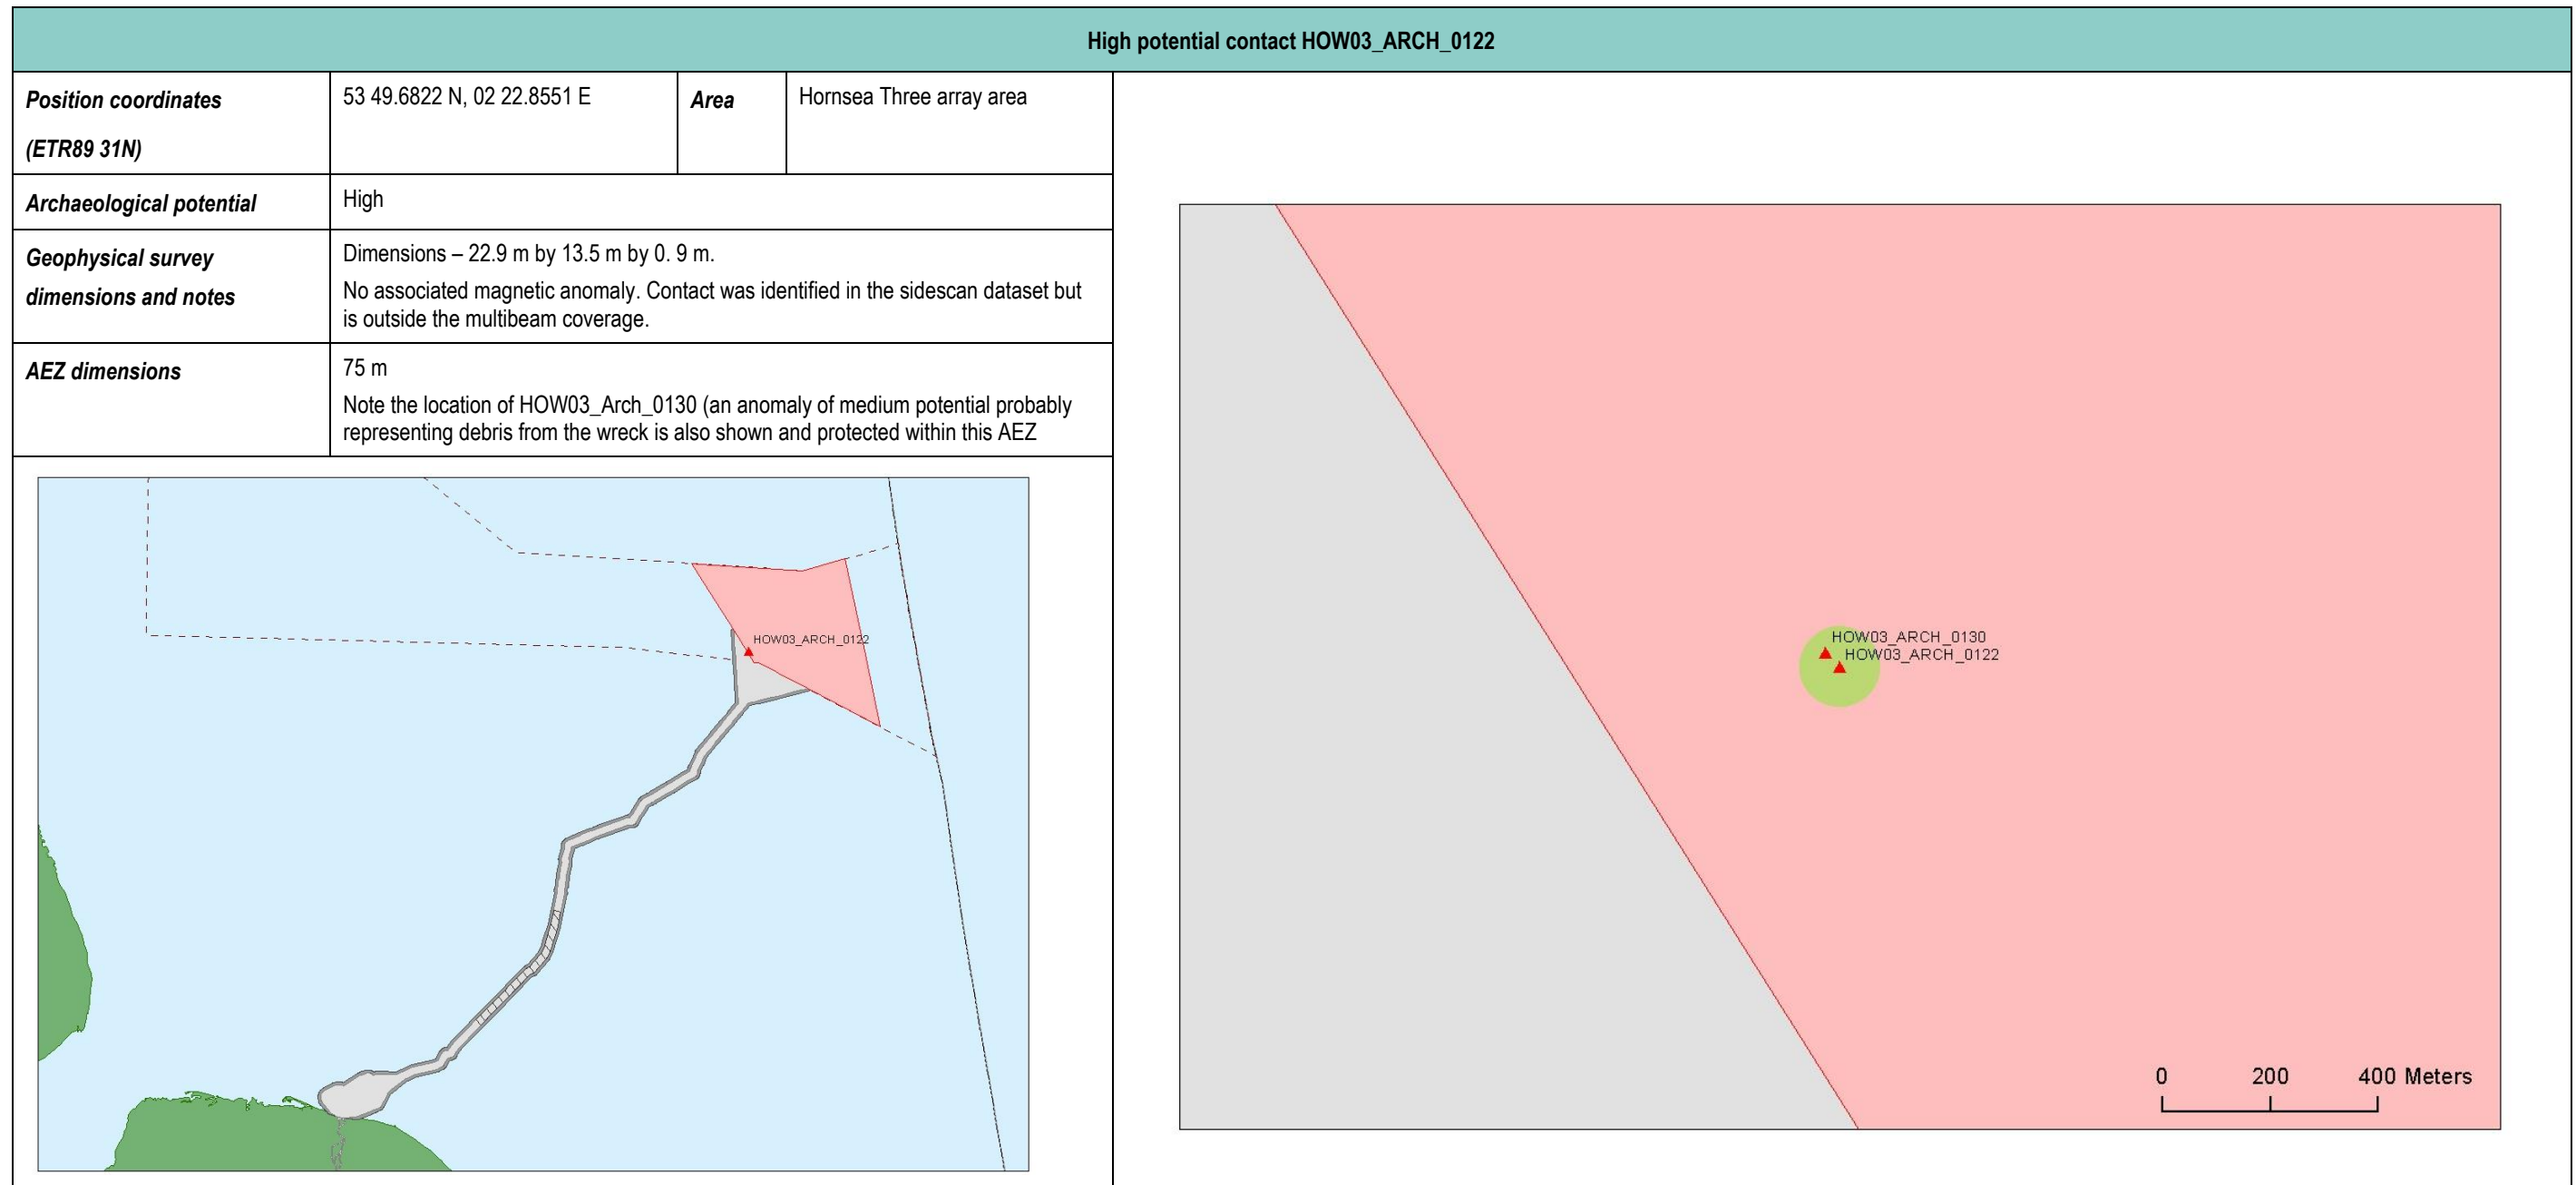 High potential contact HOW03_ARCH_0122
Position coordinates
(ETR89 31N)
53 49.6822 N, 02 22.8551 E
Area
Hornsea Three array area
Archaeological potential
High
Geophysical survey
dimensions and notes
Dimensions – 22.9 m by 13.5 m by 0. 9 m.
No associated magnetic anomaly. Contact was identified in the sidescan dataset but
is outside the multibeam coverage.
AEZ dimensions
75 m
Note the location of HOW03_Arch_0130 (an anomaly of medium potential probably
representing debris from the wreck is also shown and protected within this AEZ
HOW03_ARCH_0122
HOW03_ARCH_0130
HOW03_ARCH_0122
0 200 400 Meters